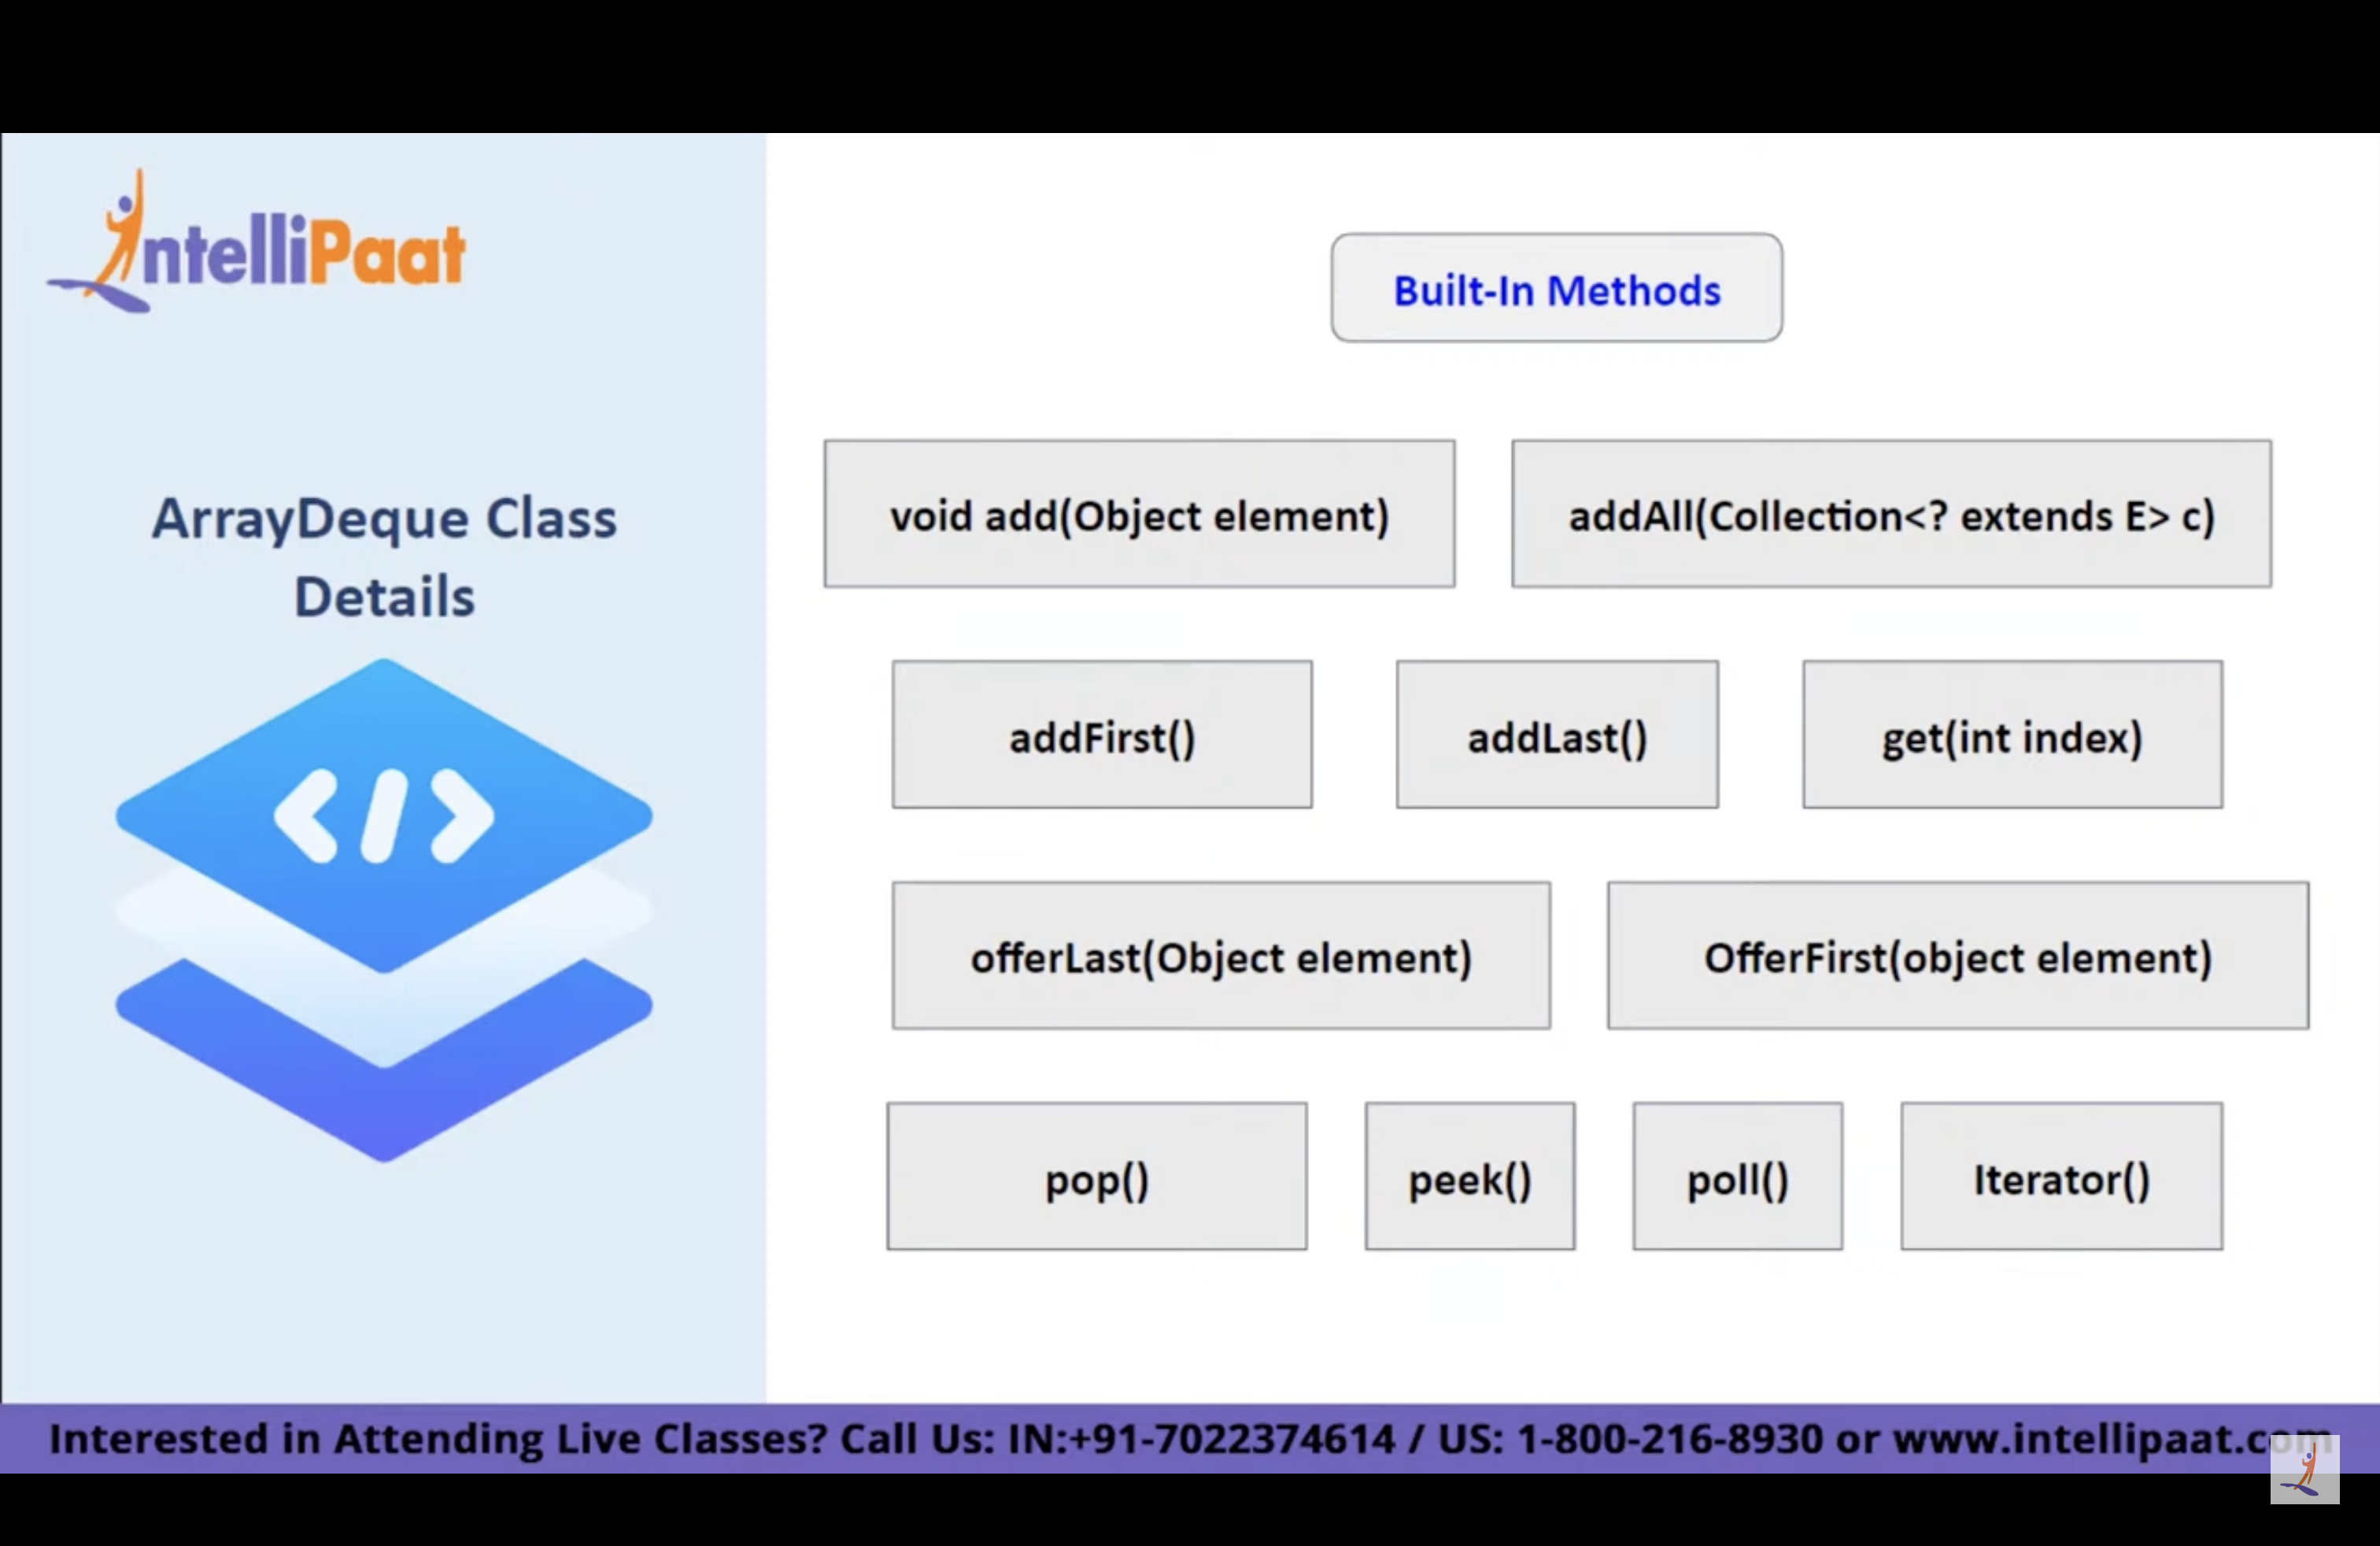 IntelliPaat
Built-In Methods
ArrayDeque Class
Details
</>
void add(Object element)
addAll(Collection<? extends E> c)
addFirst()
addLast()
get(int index)
offerLast(Object element)
OfferFirst(object element)
pop()
peek()
poll()
Iterator()
Interested in Attending Live Classes? Call Us: IN:+91-7022374614 / US: 1-800-216-8930 or www.intellipaat.com